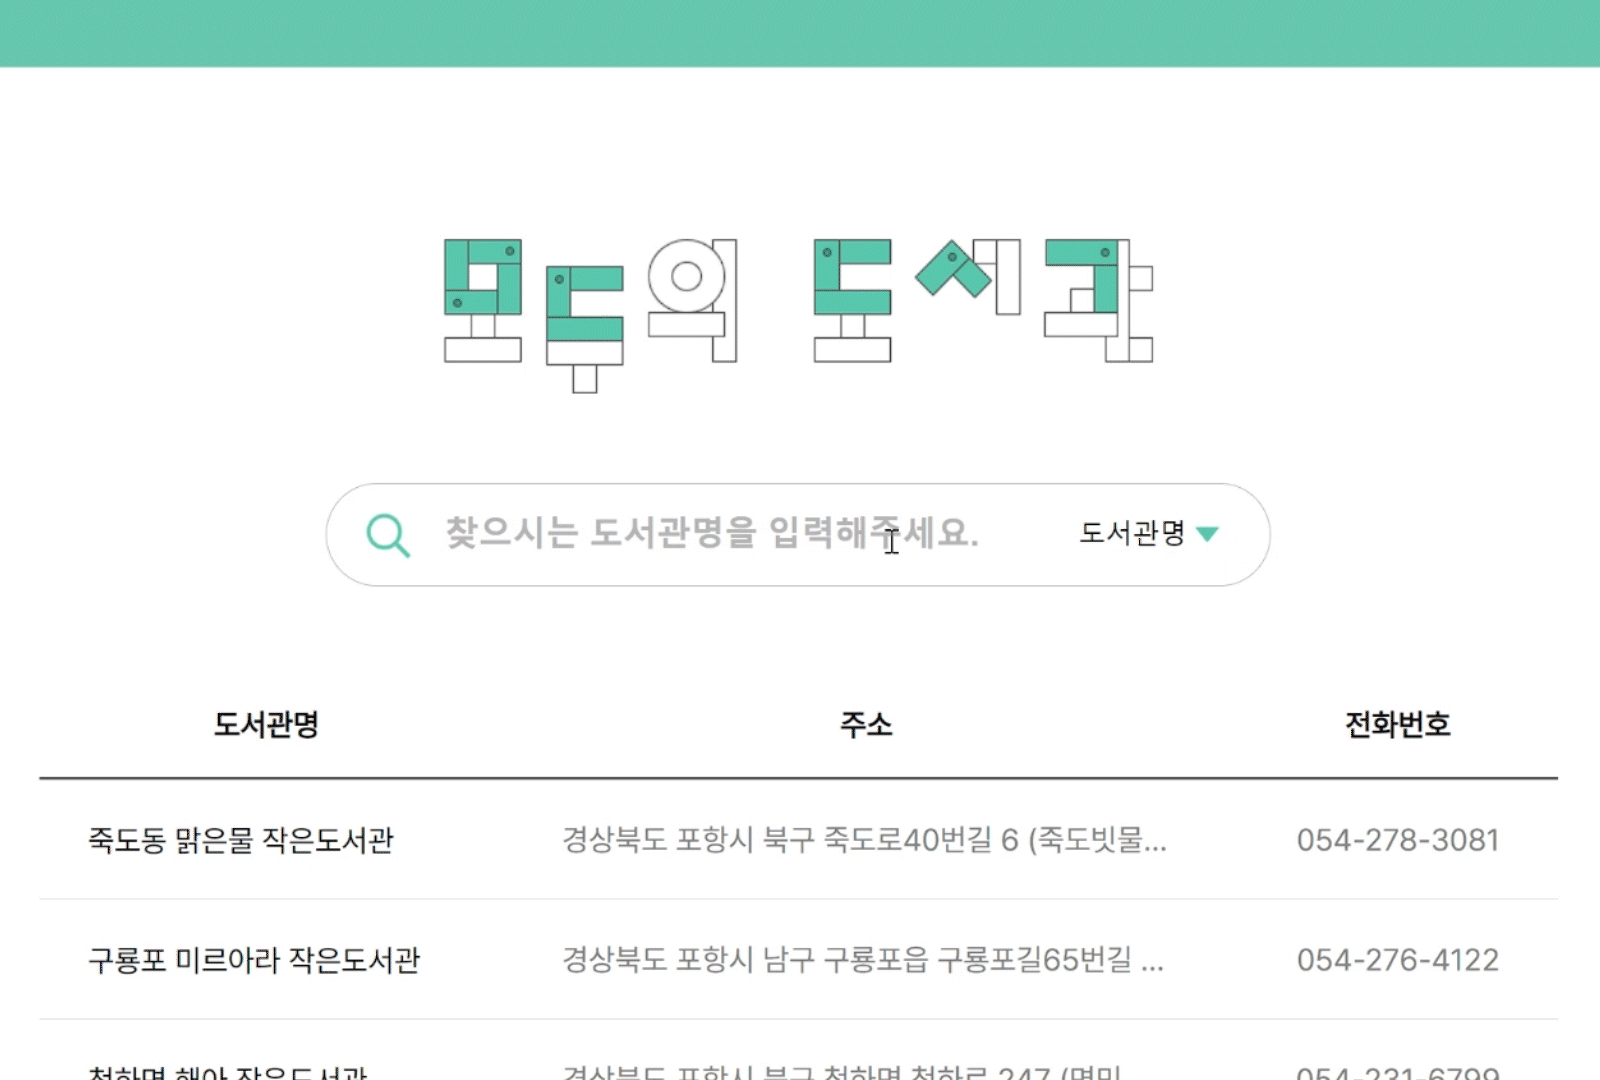 모두의 도서관
찾으시는 도서관명을 입력해주세요. 도서관명
도서관명 주소 전화번호
죽도동 맑은물 작은도서관 경상북도 포항시 북구 죽도로40번길 6 (죽도빗물...
054-278-3081
구룡포 미르아라 작은도서관 경상북도 포항시 남구 구룡포읍 구룡포길65번길 ...
054-276-4122
작은도서관 경상북도 포항시 북구 청하면 청하로 247
054-231-6799